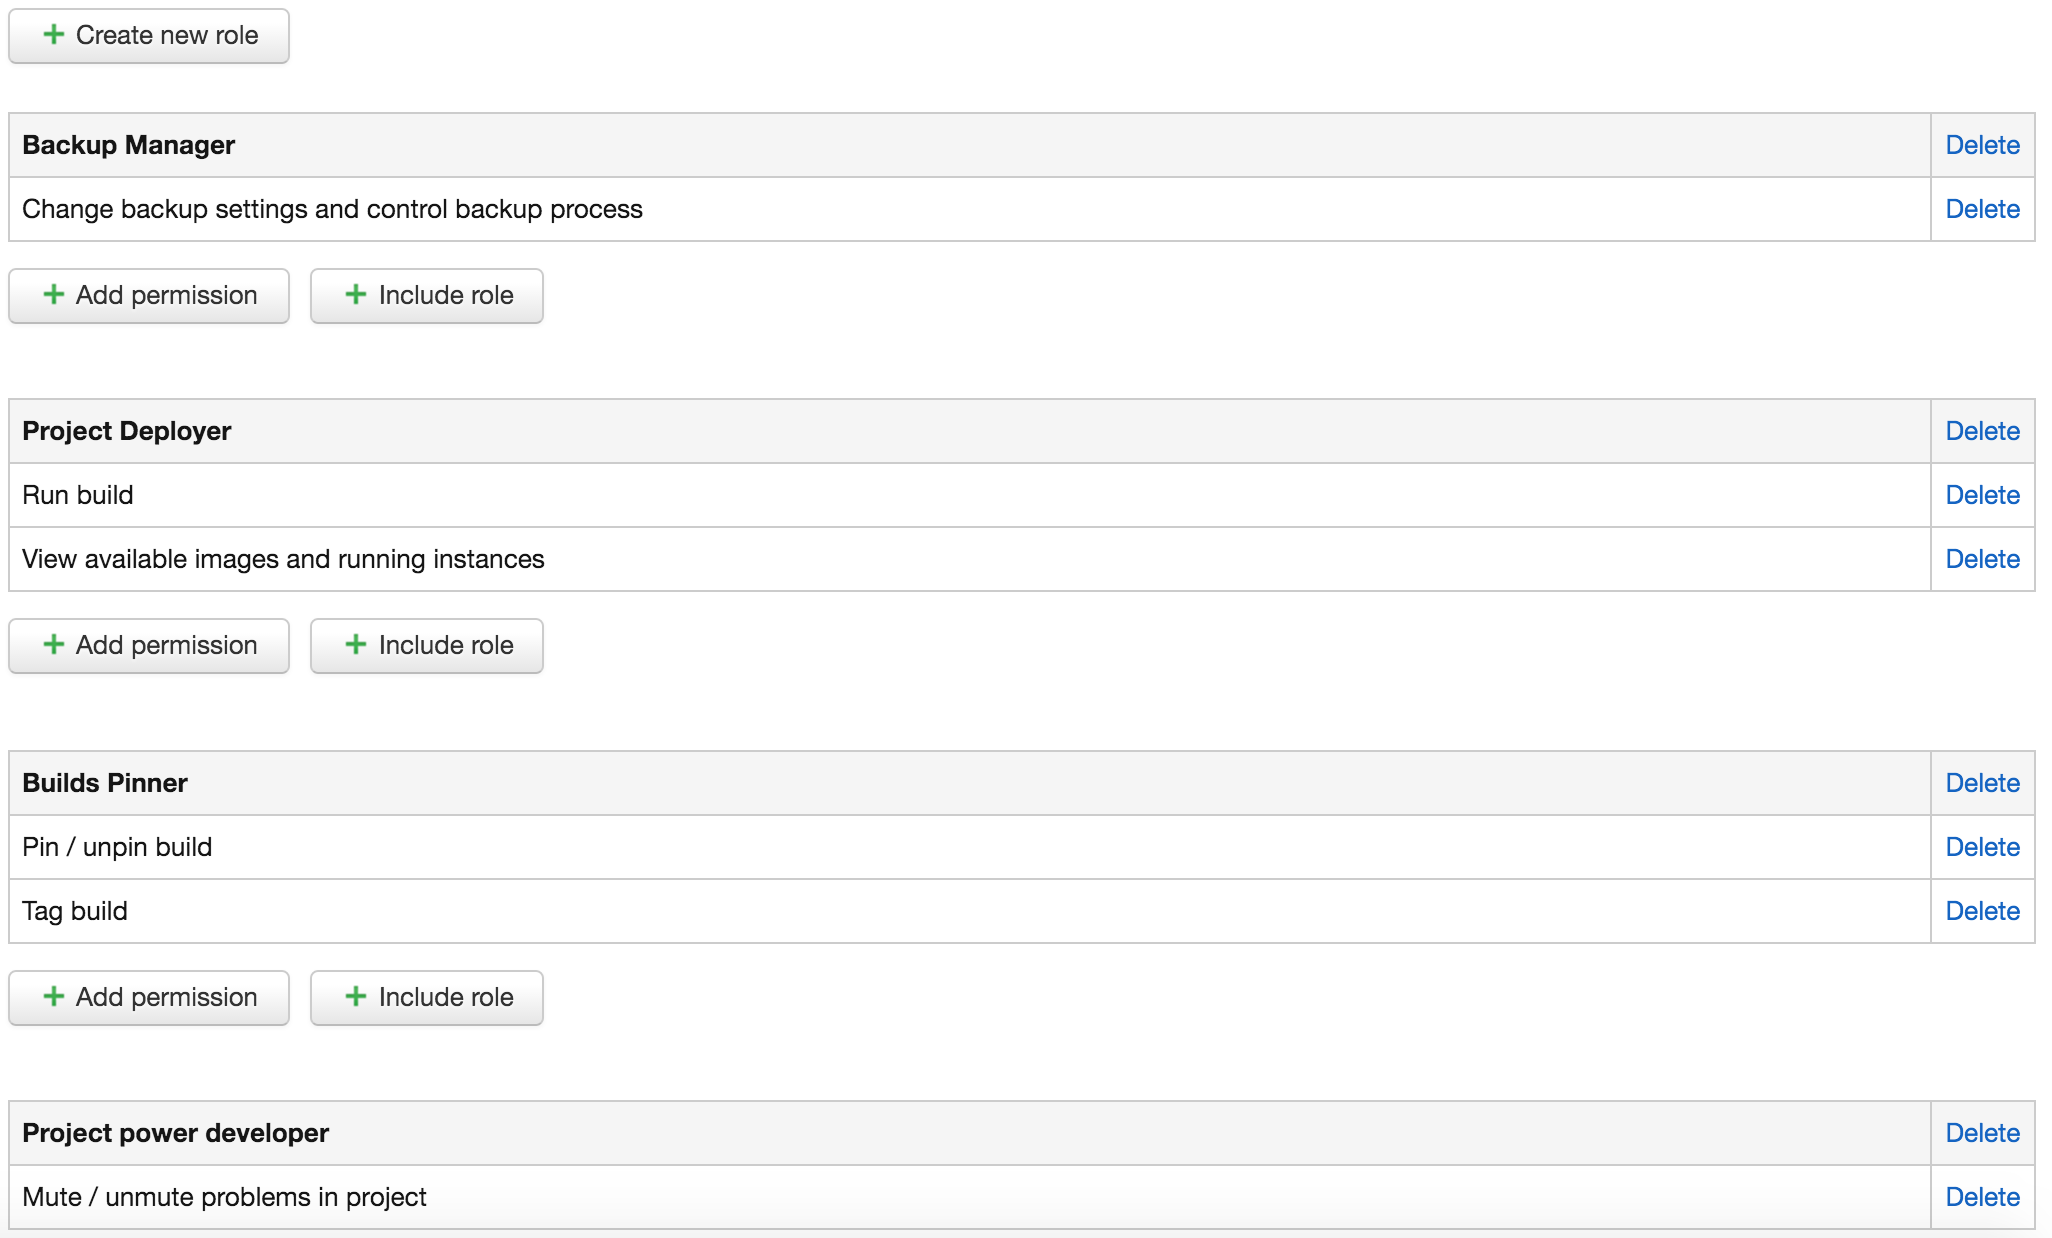 + Create new role
Backup Manager Delete
Change backup settings and control backup process Delete
+ Add permission + Include role
Project Deployer Delete
Run build Delete
View available images and running instances Delete
+ Add permission + Include role
Builds Pinner Delete
Pin / unpin build Delete
Tag build Delete
+ Add permission + Include role
Project power developer Delete
Mute / unmute problems in project Delete